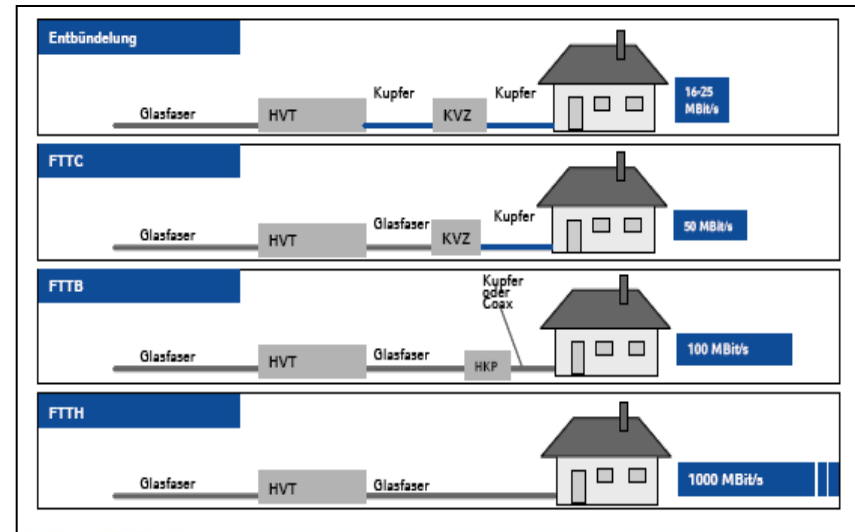 Entbündelung
Glasfaser
HVT
Kupfer
KVZ
Kupfer
16-25
MBit/s
FTTC
Glasfaser
HVT
Glasfaser
KVZ
Kupfer
50 MBit/s
FTTB
Glasfaser
HVT
Glasfaser
HKP
Kupfer
oder
Coax
100 MBit/s
FTTH
Glasfaser
HVT
Glasfaser
1000 MBit/s